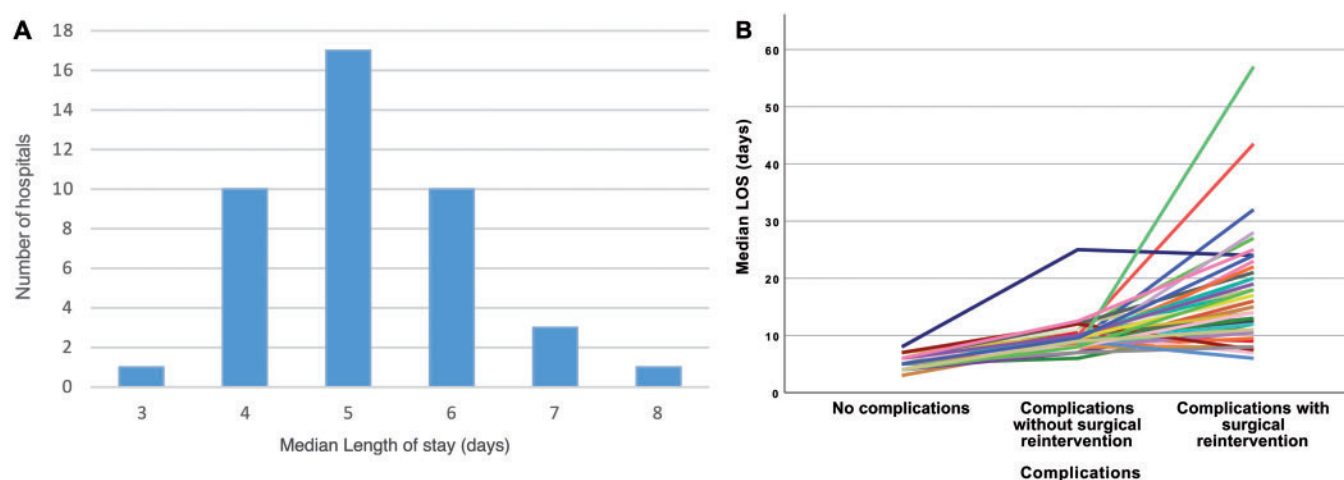 A
Number of hospitals
18
16
14
12
10
8
6
4
2
0
3 4 5 6 7 8
Median Length of stay (days)
B
Median LOS (days)
60
50
40
30
20
10
0
No complications
Complications
without surgical
reintervention
Complications with
surgical
reintervention
Complications